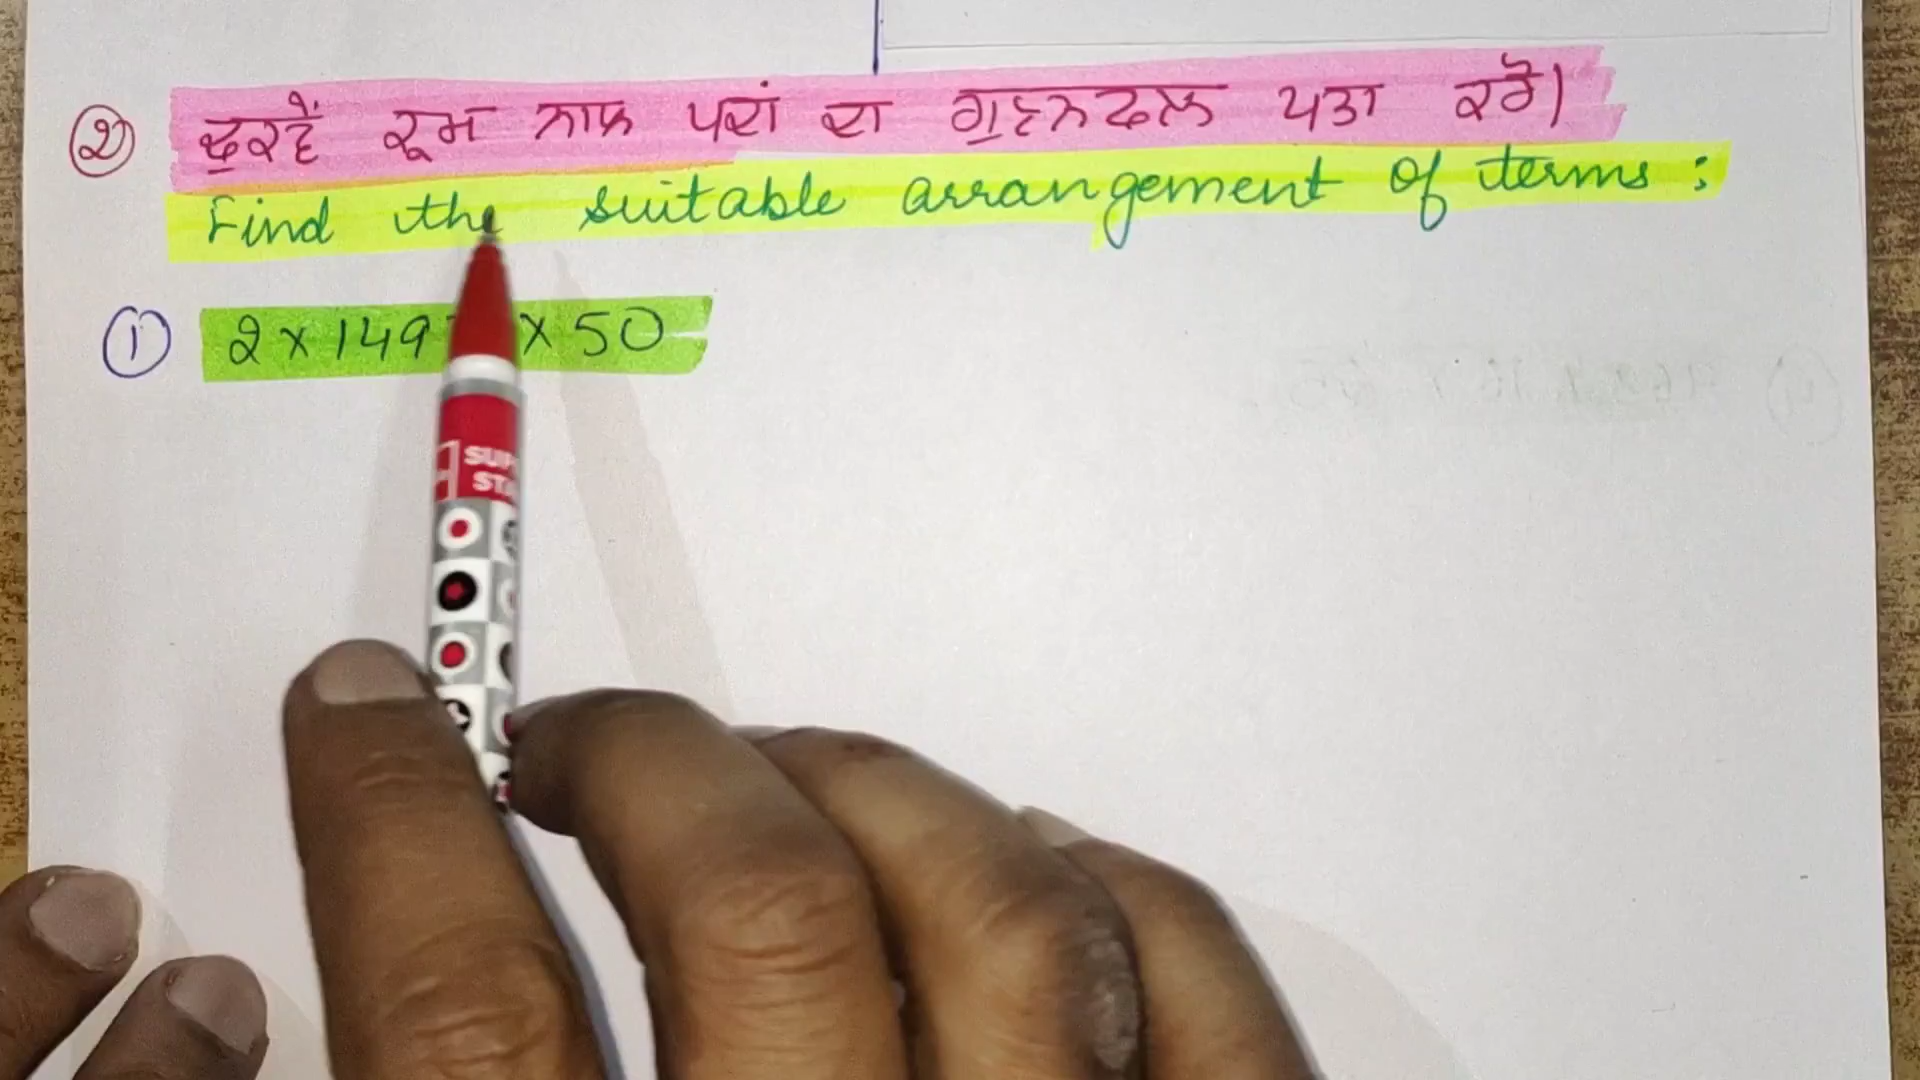 ② ਢੁਕਵੇਂ ਕ੍ਰਮ ਨਾਲ ਪਦਾਂ ਦਾ ਗੁਣਨਫਲ ਪਤਾ ਕਰੋ।
Find the suitable arrangement of terms :
① 2 × 149 × 50